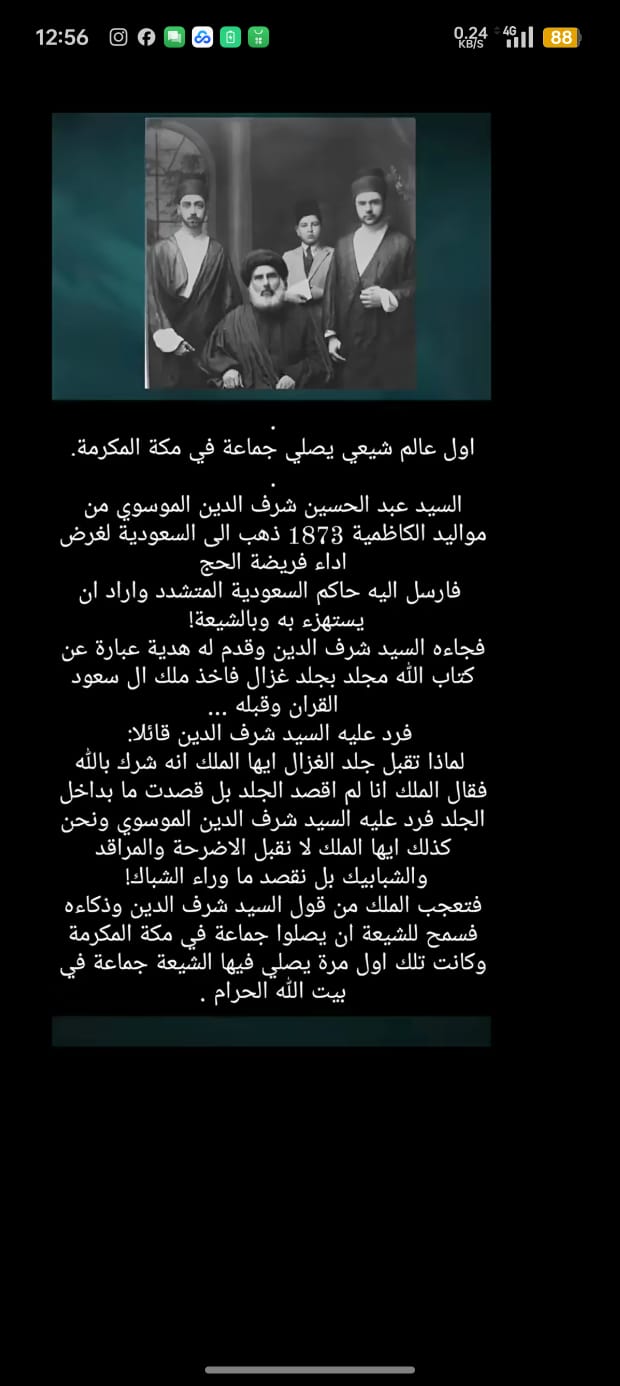 12:56
0.24 KB/S 4G 88
.
اول عالم شيعي يصلي جماعة في مكة المكرمة.
.
السيد عبد الحسين شرف الدين الموسوي من
مواليد الكاظمية 1873 ذهب الى السعودية لغرض
اداء فريضة الحج
فارسل اليه حاكم السعودية المتشدد واراد ان
يستهزء به وبالشيعة!
فجاءه السيد شرف الدين وقدم له هدية عبارة عن
كتاب الله مجلد بجلد غزال فاخذ ملك ال سعود
القران وقبله ...
فرد عليه السيد شرف الدين قائلا:
لماذا تقبل جلد الغزال ايها الملك انه شرك بالله
فقال الملك انا لم اقصد الجلد بل قصدت ما بداخل
الجلد فرد عليه السيد شرف الدين الموسوي ونحن
كذلك ايها الملك لا نقبل الاضرحة والمراقد
والشبابيك بل نقصد ما وراء الشباك!
فتعجب الملك من قول السيد شرف الدين وذكاءه
فسمح للشيعة ان يصلوا جماعة في مكة المكرمة
وكانت تلك اول مرة يصلي فيها الشيعة جماعة في
بيت الله الحرام .